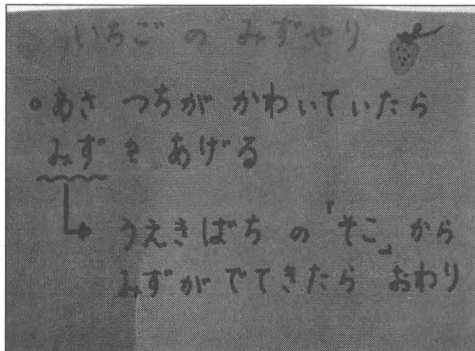 いちごのみずやり
・あさ つちが かわいていたら
みずを あげる
うえきばちの「そこ」から
みずがでてきたら おわり